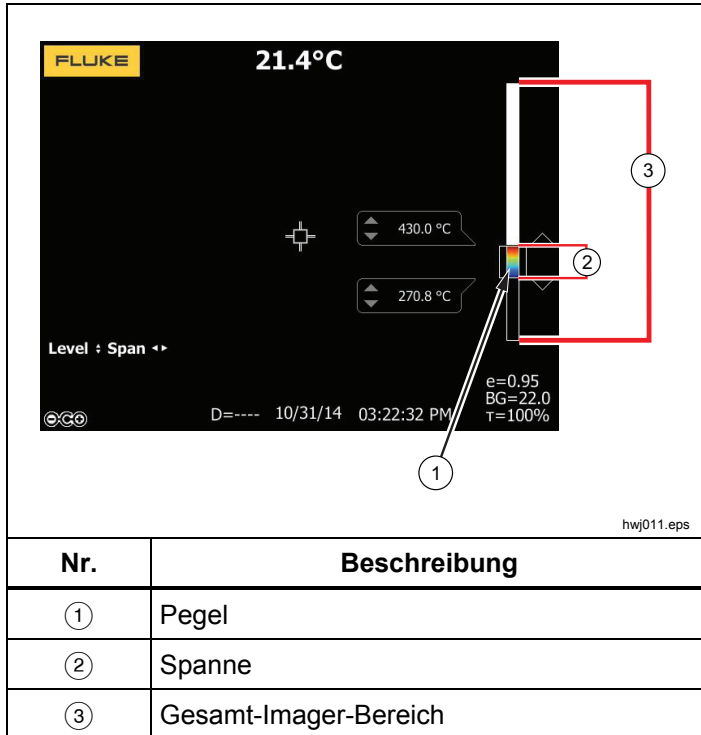 FLUKE 21.4°C
3
430.0 °C
2
270.8 °C
Level Span
e=0.95
BG=22.0
D=---- 10/31/14 03:22:32 PM τ=100%
1
hwj011.eps
Nr. Beschreibung
1 Pegel
2 Spanne
3 Gesamt-Imager-Bereich